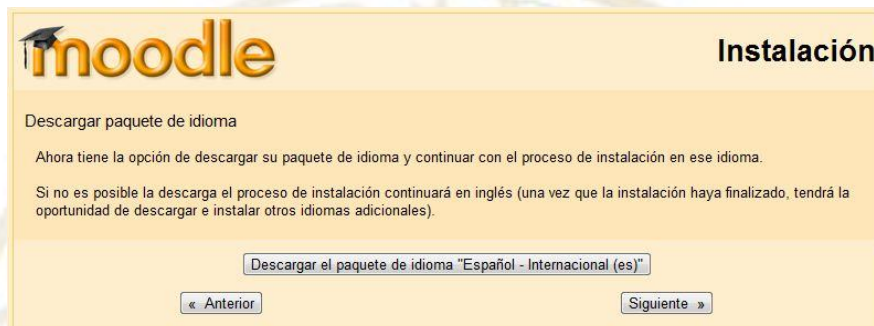 moodle
Instalación
Descargar paquete de idioma
Ahora tiene la opción de descargar su paquete de idioma y continuar con el proceso de instalación en ese idioma.
Si no es posible la descarga el proceso de instalación continuará en inglés (una vez que la instalación haya finalizado, tendrá la
oportunidad de descargar e instalar otros idiomas adicionales).
Descargar el paquete de idioma "Español - Internacional (es)"
« Anterior
Siguiente »